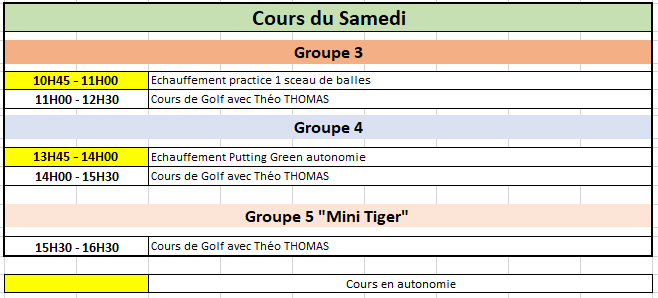 Cours du Samedi
Groupe 3
10H45 - 11H00 Echauffement practice 1 sceau de balles
11H00 - 12H30 Cours de Golf avec Théo THOMAS
Groupe 4
13H45 - 14H00 Echauffement Putting Green autonomie
14H00 - 15H30 Cours de Golf avec Théo THOMAS
Groupe 5 "Mini Tiger"
15H30 - 16H30 Cours de Golf avec Théo THOMAS
Cours en autonomie